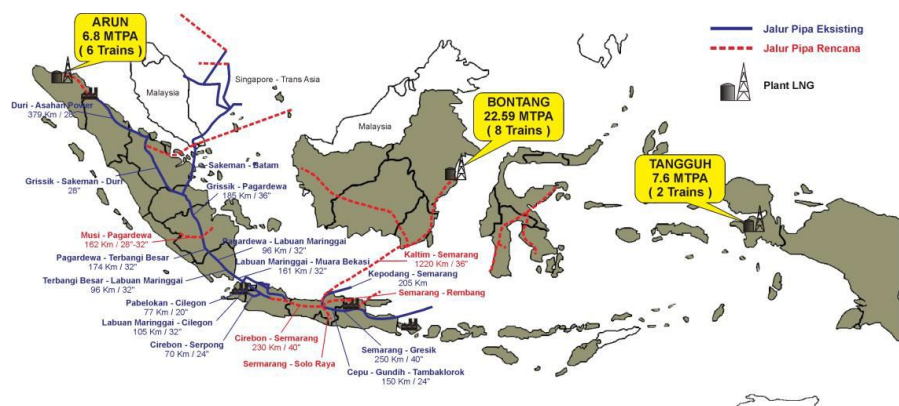 ARUN
6.8 MTPA
( 6 Trains )
Jalur Pipa Eksisting
Jalur Pipa Rencana
Plant LNG
Malaysia
Singapore - Trans Asia
Duri - Asahan Power
379 Km / 28"
BONTANG
22.59 MTPA
( 8 Trains )
Malaysia
TANGGUH
7.6 MTPA
( 2 Trains )
Sakeman - Batam
Grissik - Sakeman - Duri
28"
Grissik - Pagardewa
185 Km / 36"
Musi - Pagardewa
162 Km / 28"-32"
Pagardewa - Labuan Maringgai
96 Km / 32"
Pagardewa - Terbangi Besar
174 Km / 32"
Labuan Maringgai - Muara Bekasi
161 Km / 32"
Terbangi Besar - Labuan Maringgai
96 Km / 32"
Kaltim - Semarang
1220 Km / 36"
Kepodang - Semarang
205 Km
Semarang - Rembang
Pabelokan - Cilegon
77 Km / 20"
Labuan Maringgai - Cilegon
105 Km / 32"
Cirebon - Serpong
70 Km / 24"
Cirebon - Sermarang
230 Km / 40"
Sermarang - Solo Raya
Semarang - Gresik
250 Km / 40"
Cepu - Gundih - Tambaklorok
150 Km / 24"